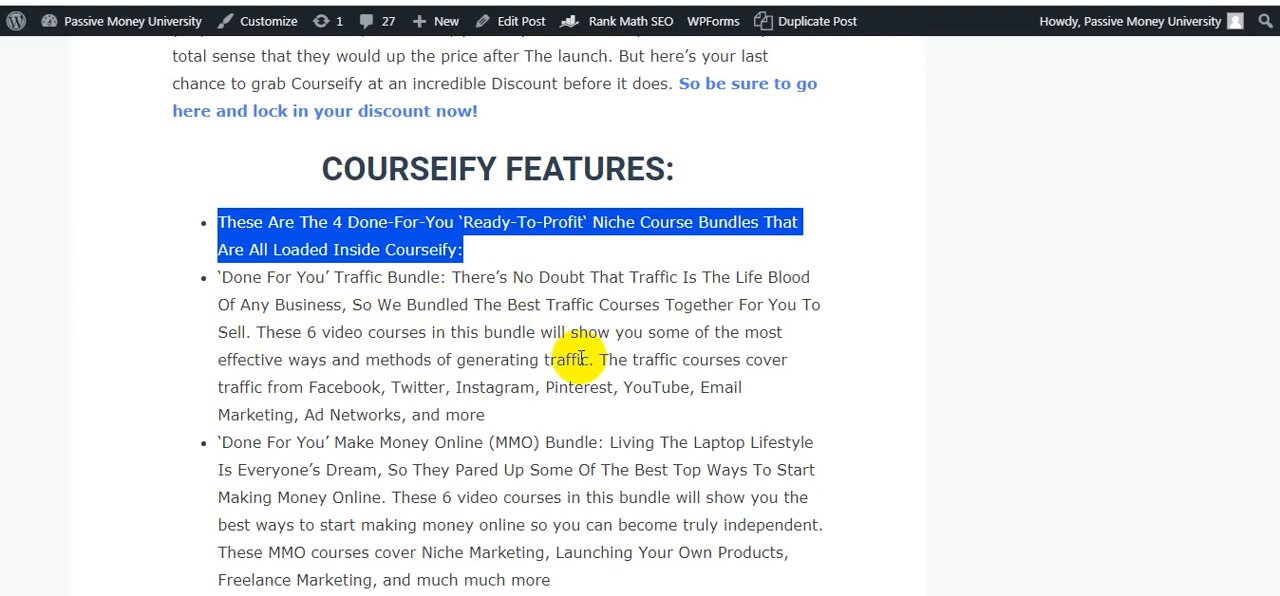 Passive Money University Customize 1 27 New Edit Post Rank Math SEO WPForms Duplicate Post Howdy, Passive Money University
total sense that they would up the price after The launch. But here’s your last
chance to grab Courseify at an incredible Discount before it does. So be sure to go
here and lock in your discount now!
COURSEIFY FEATURES:
• These Are The 4 Done-For-You ‘Ready-To-Profit‘ Niche Course Bundles That
Are All Loaded Inside Courseify:
• ‘Done For You’ Traffic Bundle: There’s No Doubt That Traffic Is The Life Blood
Of Any Business, So We Bundled The Best Traffic Courses Together For You To
Sell. These 6 video courses in this bundle will show you some of the most
effective ways and methods of generating traffic. The traffic courses cover
traffic from Facebook, Twitter, Instagram, Pinterest, YouTube, Email
Marketing, Ad Networks, and more
• ‘Done For You’ Make Money Online (MMO) Bundle: Living The Laptop Lifestyle
Is Everyone’s Dream, So They Pared Up Some Of The Best Top Ways To Start
Making Money Online. These 6 video courses in this bundle will show you the
best ways to start making money online so you can become truly independent.
These MMO courses cover Niche Marketing, Launching Your Own Products,
Freelance Marketing, and much much more